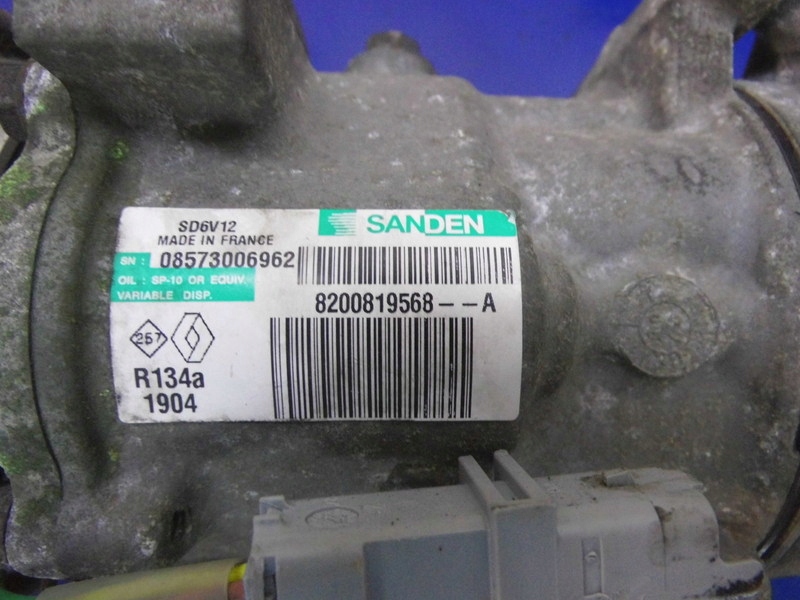 SD6V12
MADE IN FRANCE
SANDEN
SN : 08573006962
OIL : SP-10 OR EQUIV.
VARIABLE DISP.
8200819568--A
257
R134a
1904